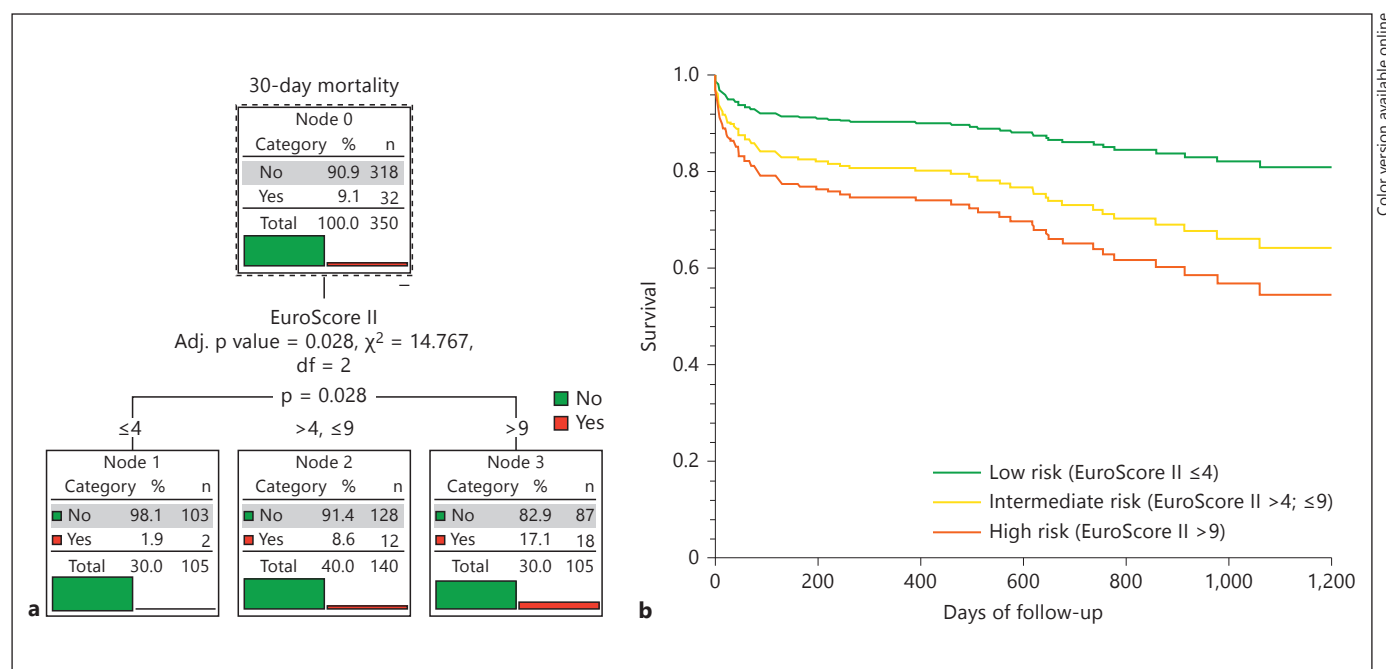 Color version available online
30-day mortality
Node 0
Category % n
No 90.9 318
Yes 9.1 32
Total 100.0 350
–
EuroScore II
Adj. p value = 0.028, χ² = 14.767,
df = 2
p = 0.028
No
Yes
≤4 >4, ≤9 >9
Node 1
Category % n
No 98.1 103
Yes 1.9 2
Total 30.0 105
Node 2
Category % n
No 91.4 128
Yes 8.6 12
Total 40.0 140
Node 3
Category % n
No 82.9 87
Yes 17.1 18
Total 30.0 105
a
1.0
0.8
0.6
0.4
0.2
0
Survival
Low risk (EuroScore II ≤4)
Intermediate risk (EuroScore II >4; ≤9)
High risk (EuroScore II >9)
0 200 400 600 800 1,000 1,200
Days of follow-up
b